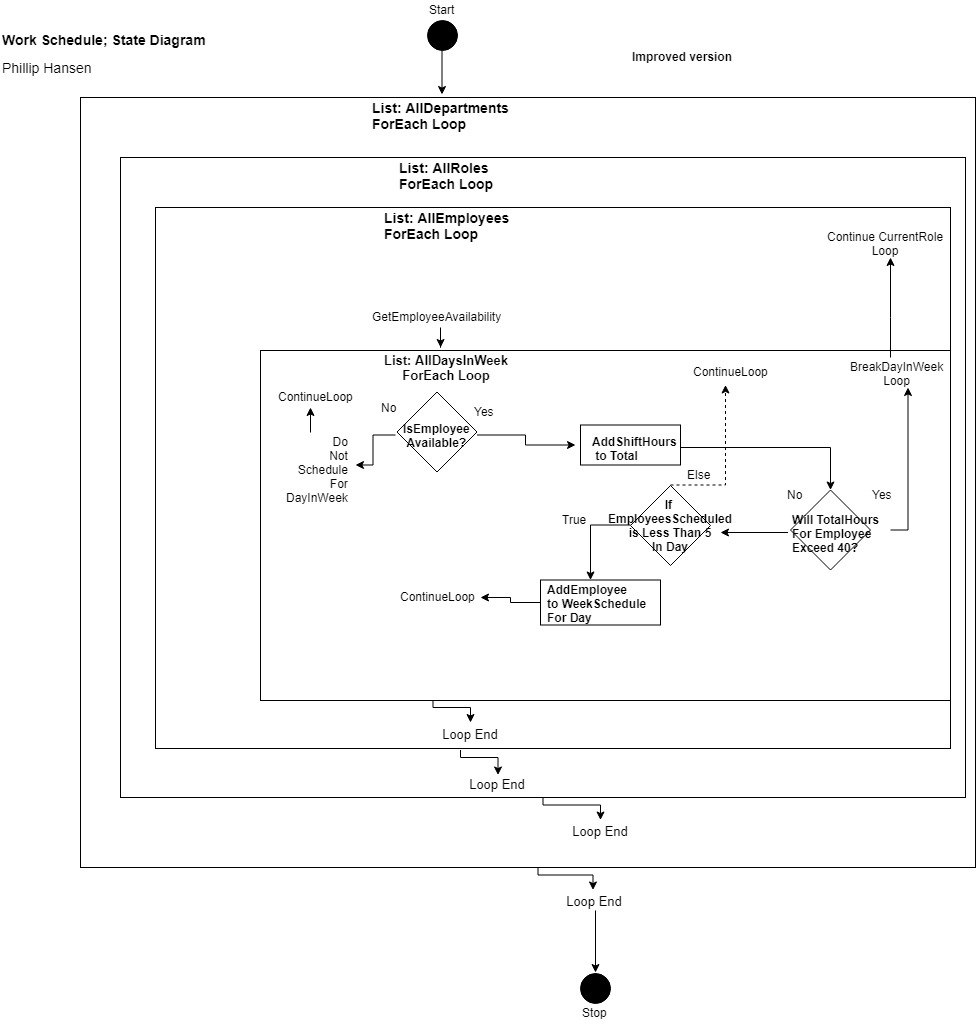 Start
Work Schedule; State Diagram
Phillip Hansen
Improved version
List: AllDepartments
ForEach Loop
List: AllRoles
ForEach Loop
List: AllEmployees
ForEach Loop
Continue CurrentRole
Loop
GetEmployeeAvailability
List: AllDaysInWeek
ForEach Loop
ContinueLoop
BreakDayInWeek
Loop
ContinueLoop
No
Yes
IsEmployee
Available?
Do
Not
Schedule
For
DayInWeek
AddShiftHours
to Total
Else
No
Yes
Will TotalHours
For Employee
Exceed 40?
If
EmployeesScheduled
is Less Than 5
In Day
True
AddEmployee
to WeekSchedule
For Day
ContinueLoop
Loop End
Loop End
Loop End
Loop End
Stop